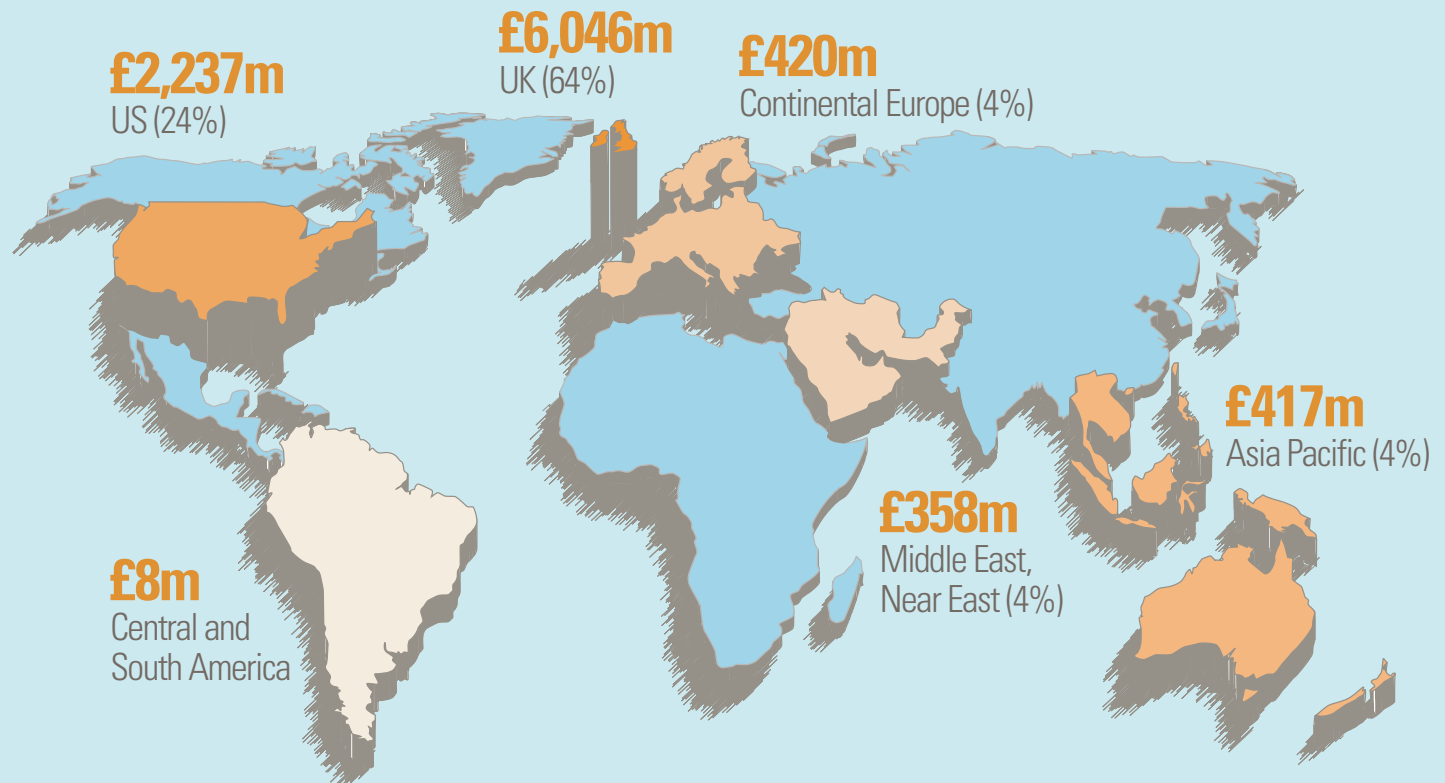 £2,237m
US (24%)
£6,046m
UK (64%)
£420m
Continental Europe (4%)
£417m
Asia Pacific (4%)
£358m
Middle East,
Near East (4%)
£8m
Central and
South America